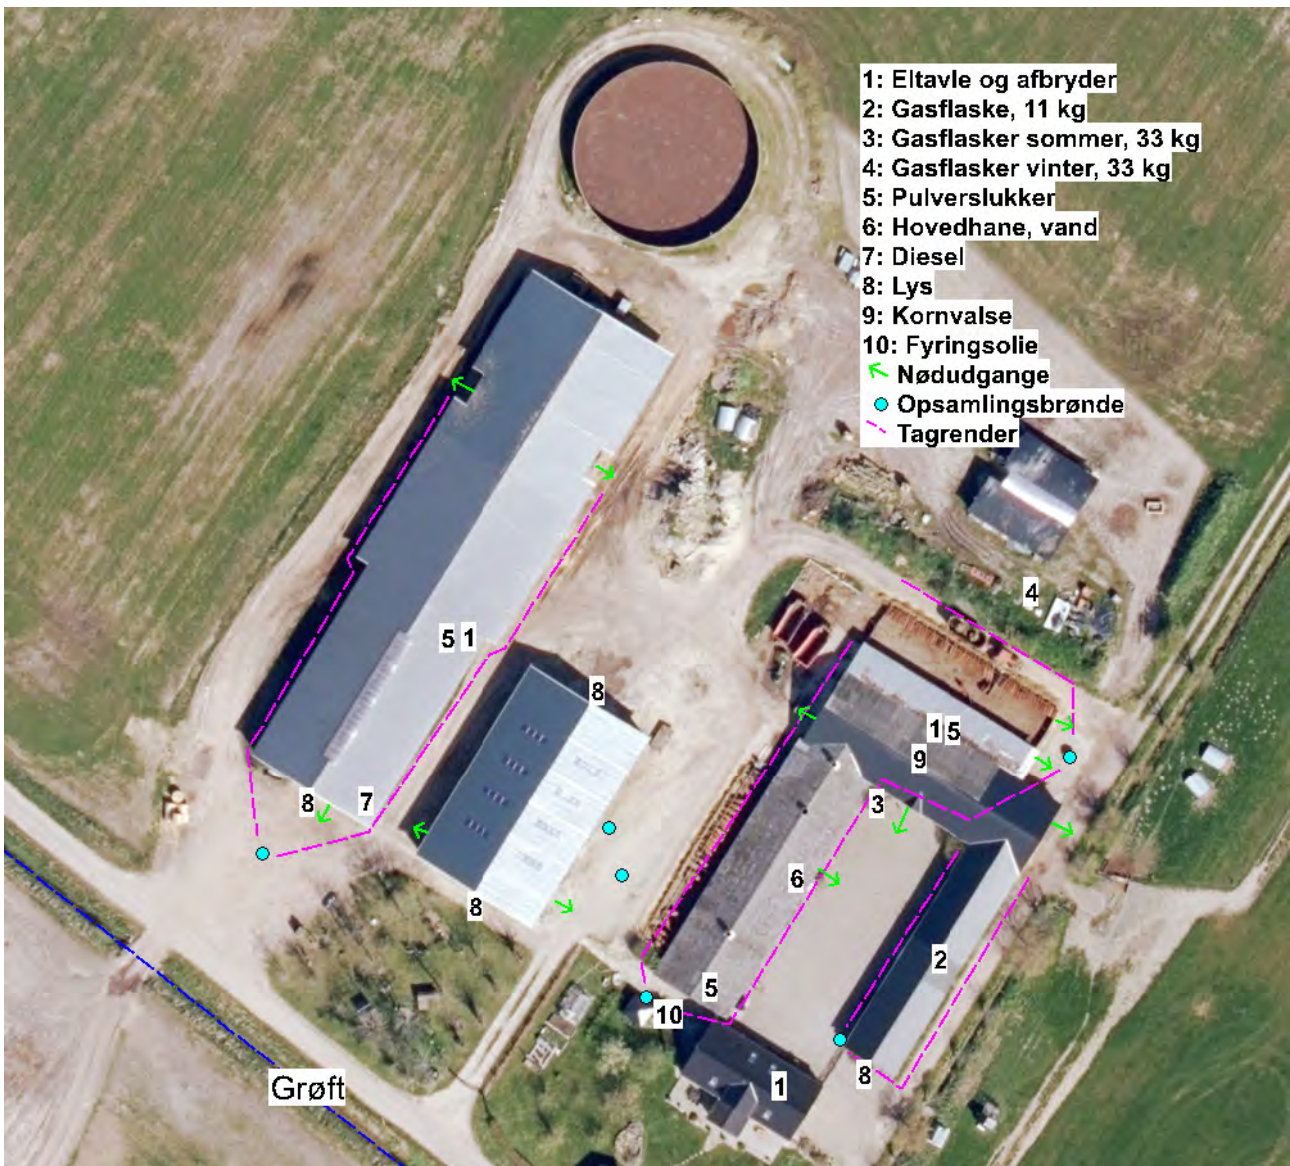 1: Eltavle og afbryder
2: Gasflaske, 11 kg
3: Gasflasker sommer, 33 kg
4: Gasflasker vinter, 33 kg
5: Pulverslukker
6: Hovedhane, vand
7: Diesel
8: Lys
9: Kornvalse
10: Fyringsolie
Nødudgange
Opsamlingsbrønde
Tagrender
4
5 1
8
1 5
9
8
7
3
6
8
2
5
10
8
1
Grøft